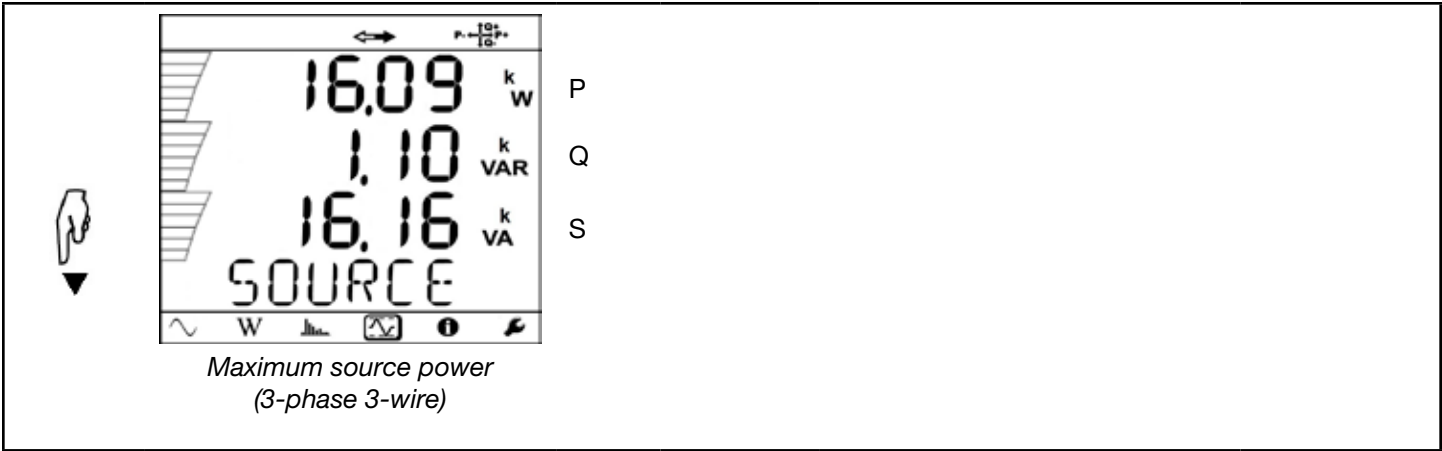 P- Q+ P+
Q-
16.09 k W P
1.10 k VAR Q
16.16 k VA S
SOURCE
W
Maximum source power
(3-phase 3-wire)